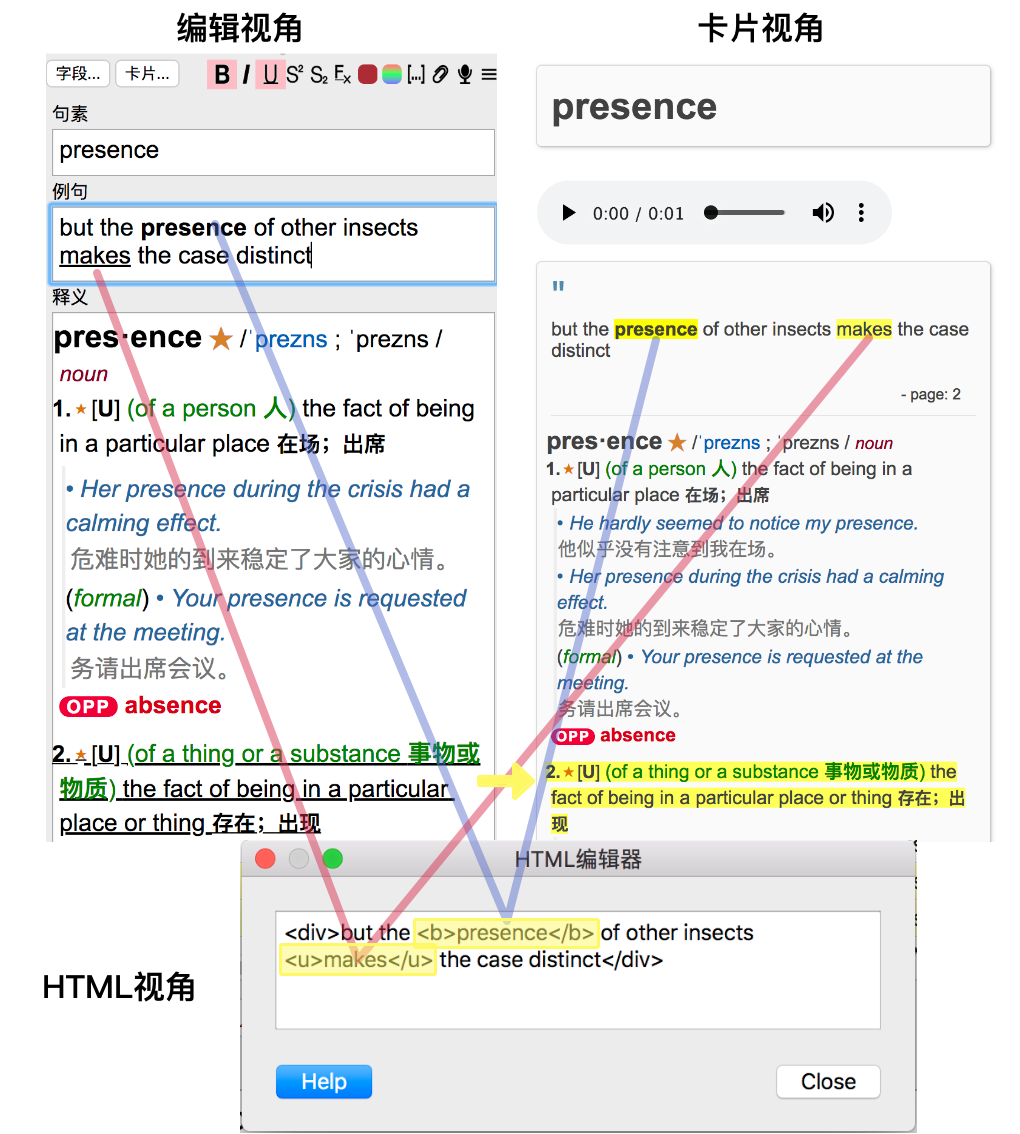 编辑视角
字段... 卡片... B I U S² S₂ Fx [...]
句素
presence
例句
but the presence of other insects
makes the case distinct
释义
pres·ence ★ /ˈprezns ; ˈprezns /
noun
1. ★ [U] (of a person 人) the fact of being
in a particular place 在场；出席
• Her presence during the crisis had a
calming effect.
危难时她的到来稳定了大家的心情。
(formal) • Your presence is requested
at the meeting.
务请出席会议。
OPP absence
2. ★ [U] (of a thing or a substance 事物或
物质) the fact of being in a particular
place or thing 存在；出现
卡片视角
presence
0:00 / 0:01
"
but the presence of other insects makes the case
distinct
- page: 2
pres·ence ★ /ˈprezns ; ˈprezns / noun
1. ★ [U] (of a person 人) the fact of being in a
particular place 在场；出席
• He hardly seemed to notice my presence.
他似乎没有注意到我在场。
• Her presence during the crisis had a calming
effect.
危难时她的到来稳定了大家的心情。
(formal) • Your presence is requested at the
meeting.
务请出席会议。
OPP absence
2. ★ [U] (of a thing or a substance 事物或物质) the
fact of being in a particular place or thing 存在；出
现
HTML视角
HTML编辑器
<div>but the <b>presence</b> of other insects
<u>makes</u> the case distinct</div>
Help
Close